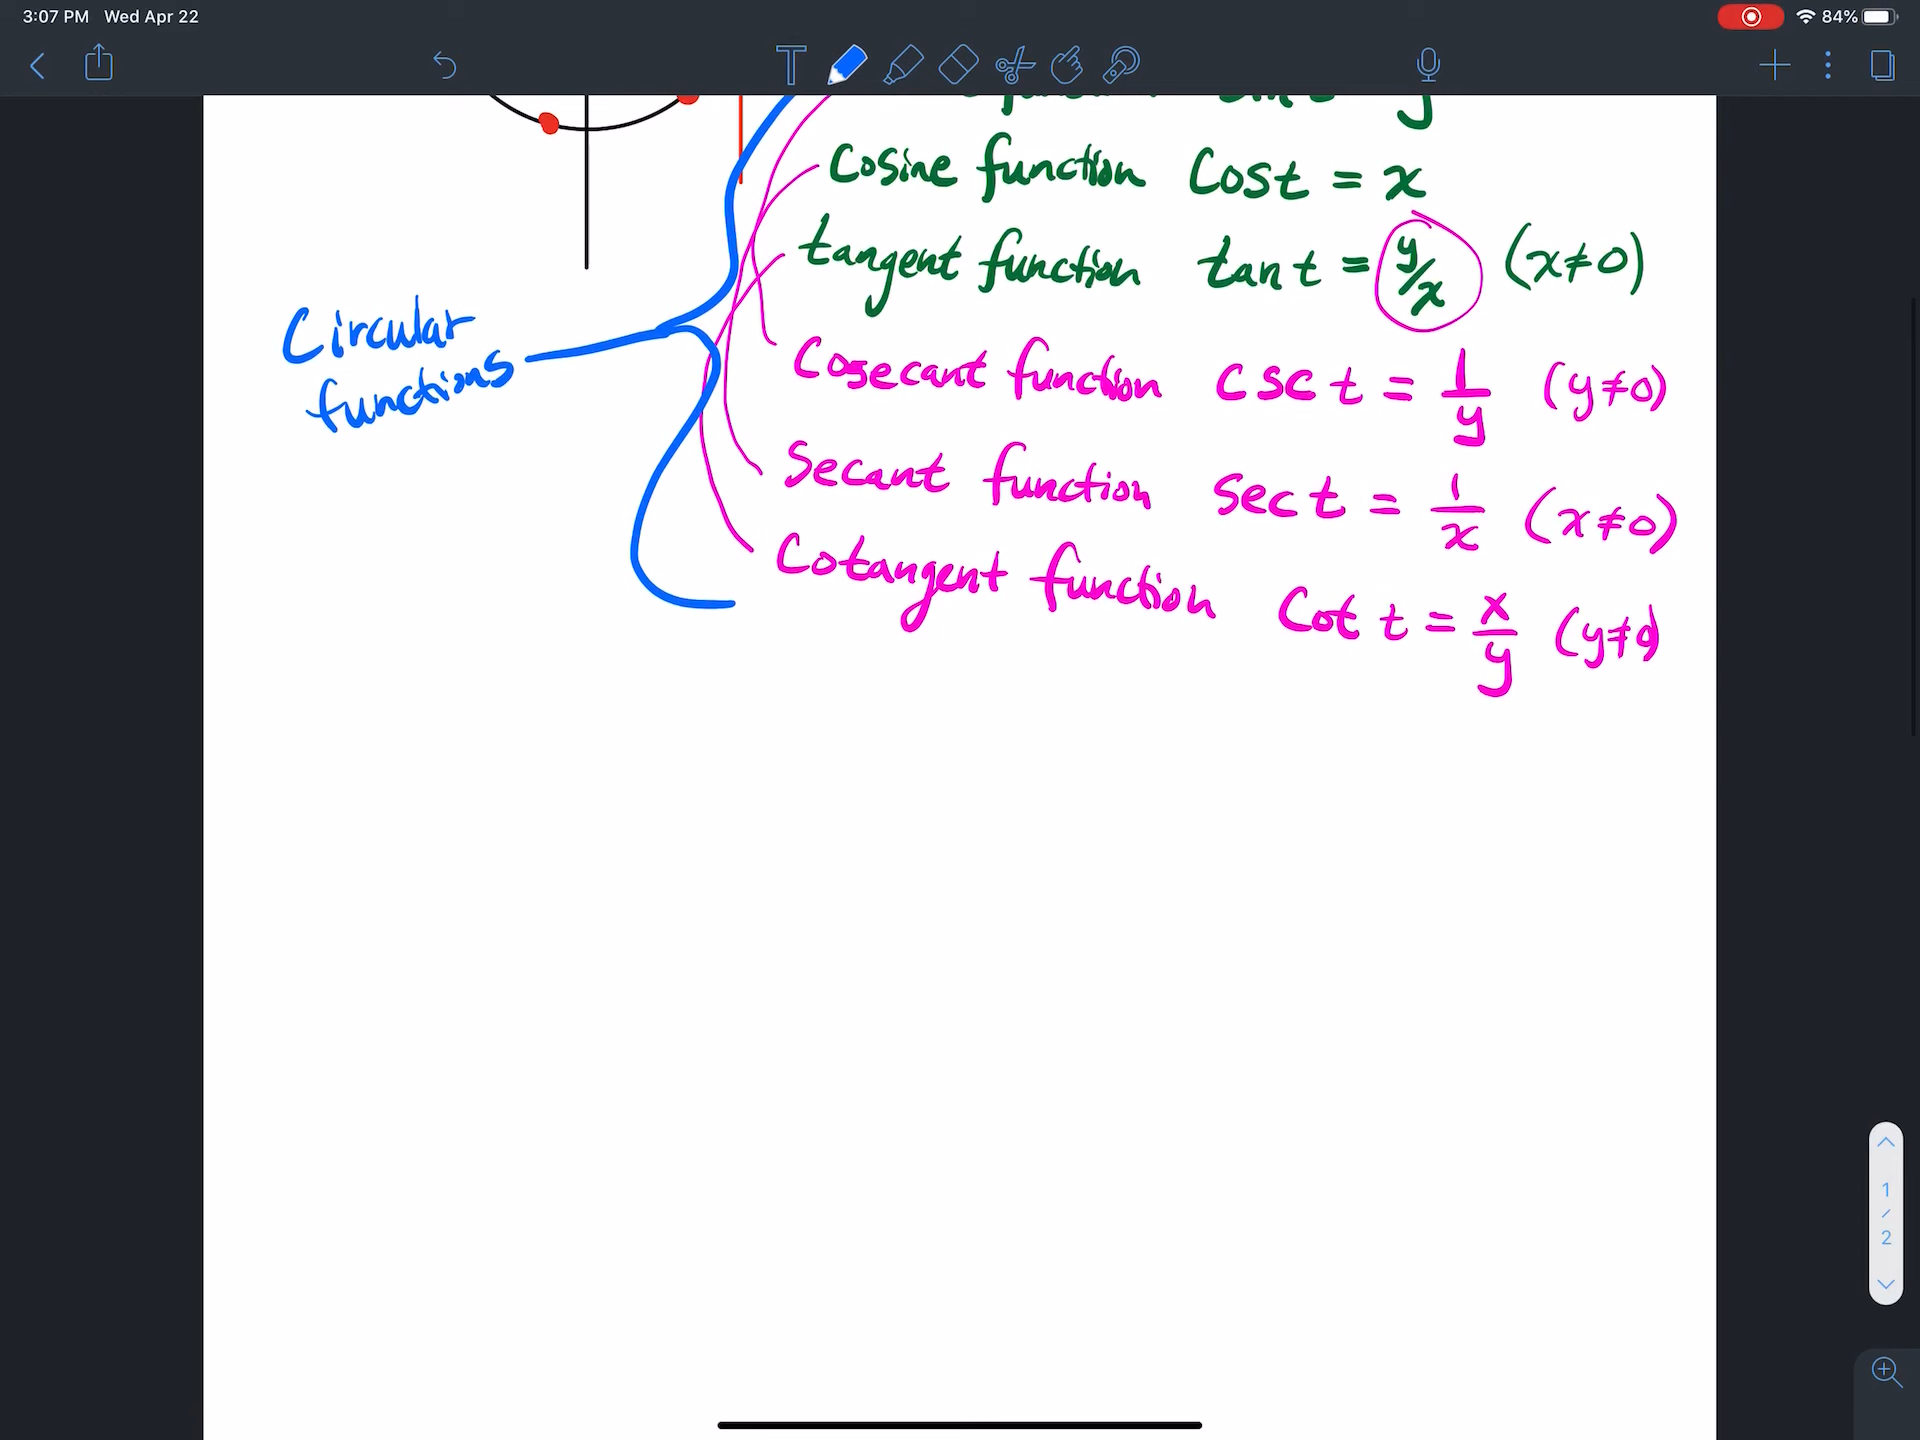 3:07 PM Wed Apr 22
84%
Cosine function cos t = x
tangent function tan t = y/x (x≠0)
Circular
functions
Cosecant function csc t = 1/y (y≠0)
Secant function sec t = 1/x (x≠0)
Cotangent function Cot t = x/y (y≠0)
1
/
2